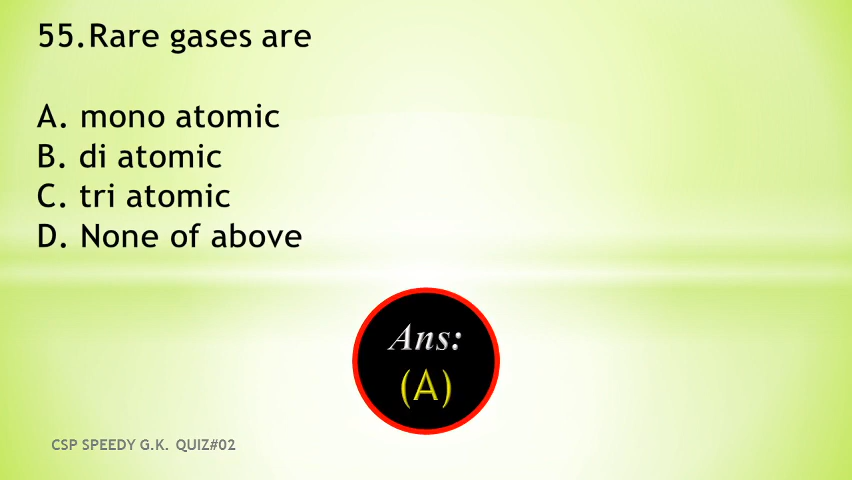 55.Rare gases are
A. mono atomic
B. di atomic
C. tri atomic
D. None of above
Ans:
(A)
CSP SPEEDY G.K. QUIZ#02